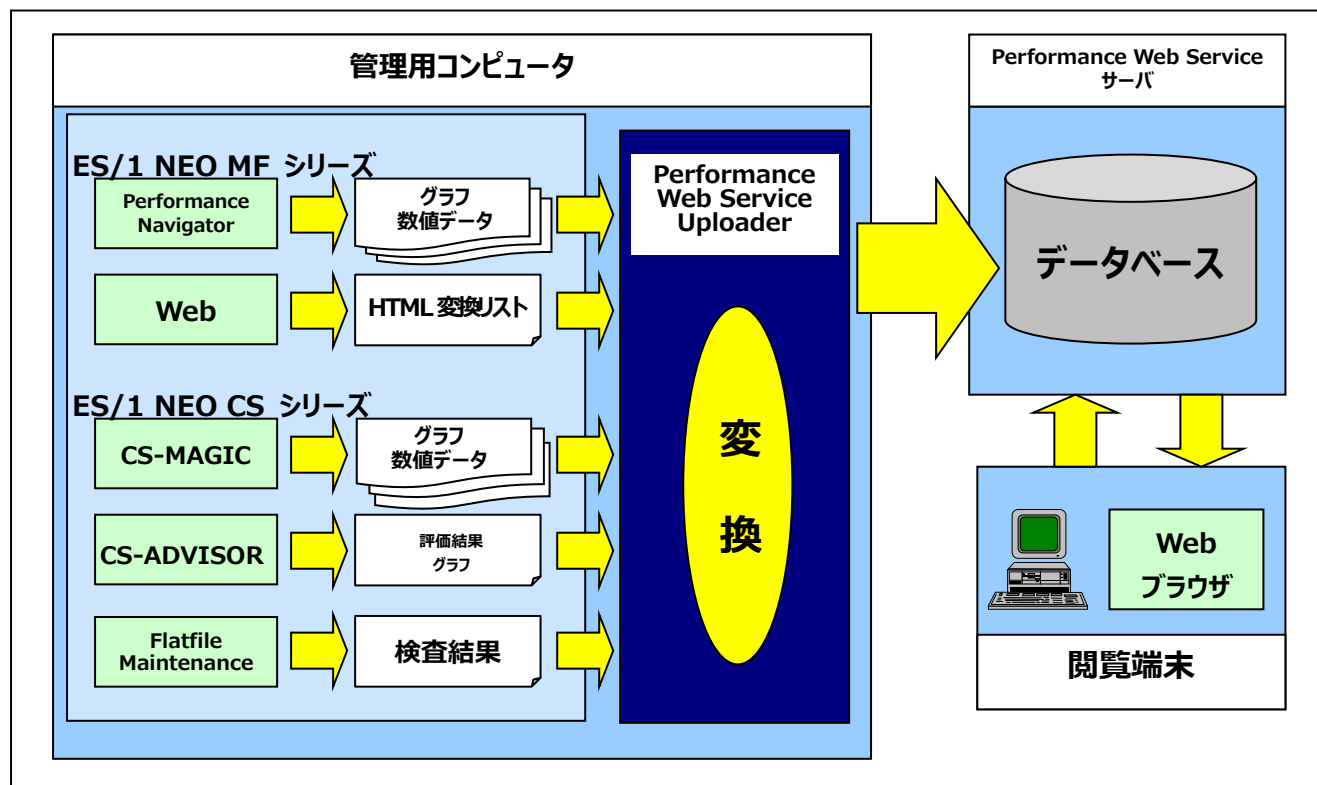 管理用コンピュータ
ES/1 NEO MF シリーズ
Performance
Navigator
グラフ
数値データ
Web
HTML変換リスト
ES/1 NEO CS シリーズ
CS-MAGIC
グラフ
数値データ
CS-ADVISOR
評価結果
グラフ
Flatfile
Maintenance
検査結果
Performance
Web Service
Uploader
変
換
Performance Web Service
サーバ
データベース
Web
ブラウザ
閲覧端末